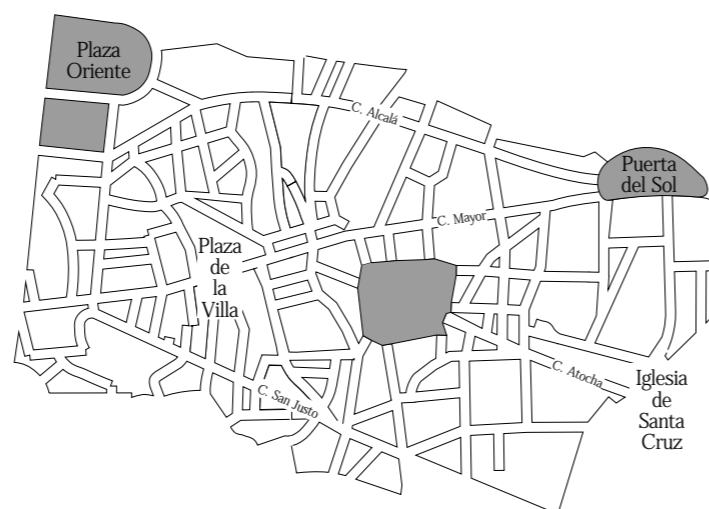 Plaza
Oriente
C. Alcalá
Puerta
del Sol
C. Mayor
Plaza
de
la
Villa
C. Atocha
Iglesia
de
Santa
Cruz
C. San Justo